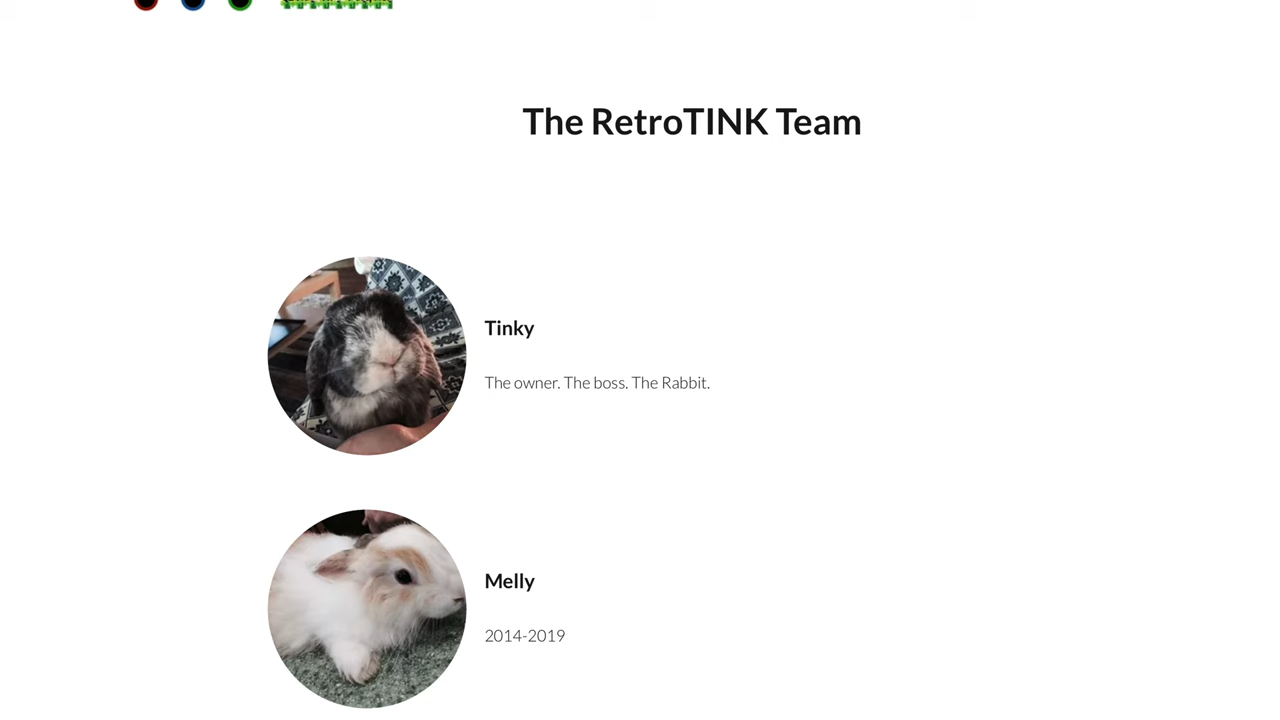 The RetroTINK Team
Tinky
The owner. The boss. The Rabbit.
Melly
2014-2019